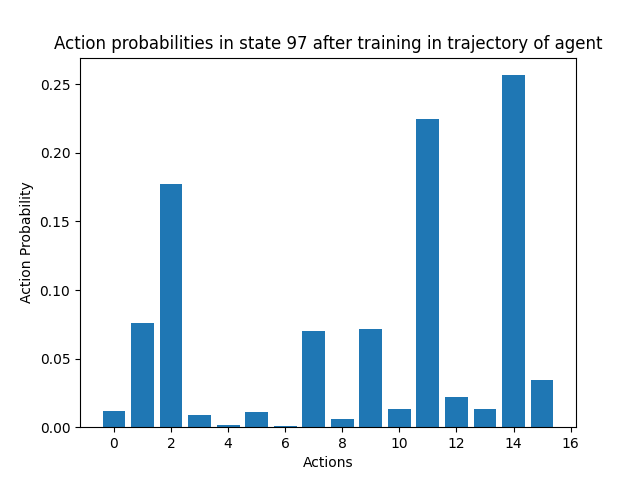 Action probabilities in state 97 after training in trajectory of agent
0.25
0.20
0.15
0.10
0.05
0.00
Action Probability
0 2 4 6 8 10 12 14 16
Actions